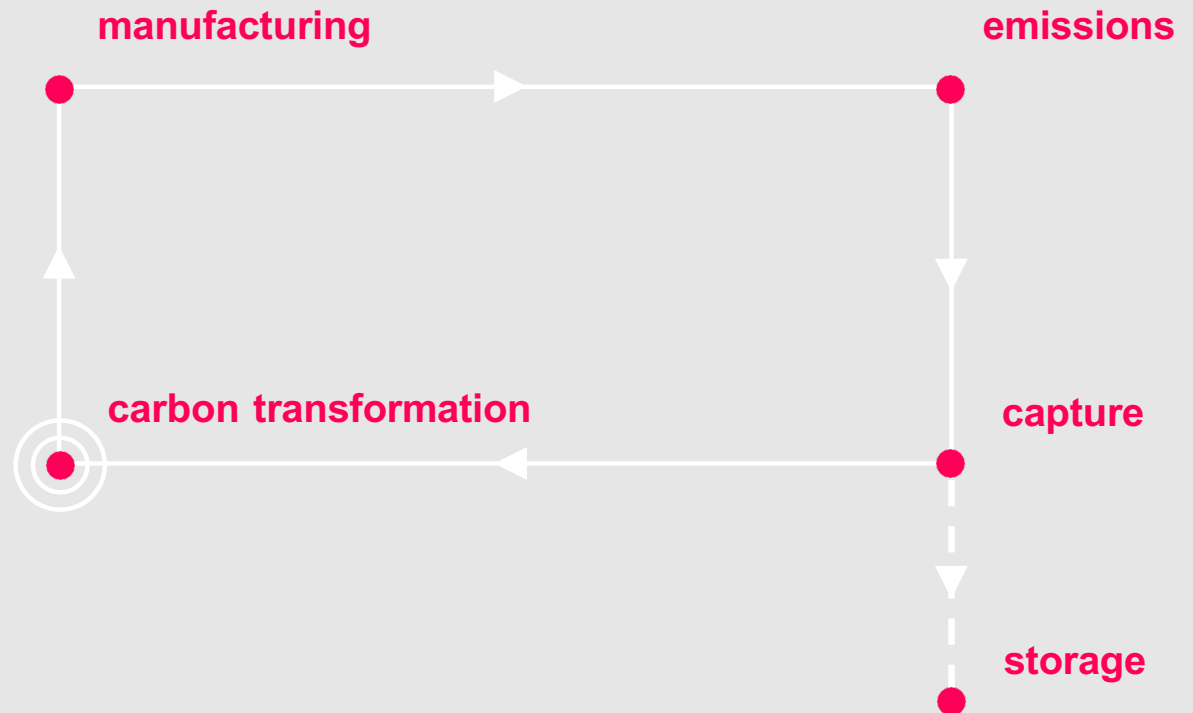 manufacturing
emissions
carbon transformation
capture
storage